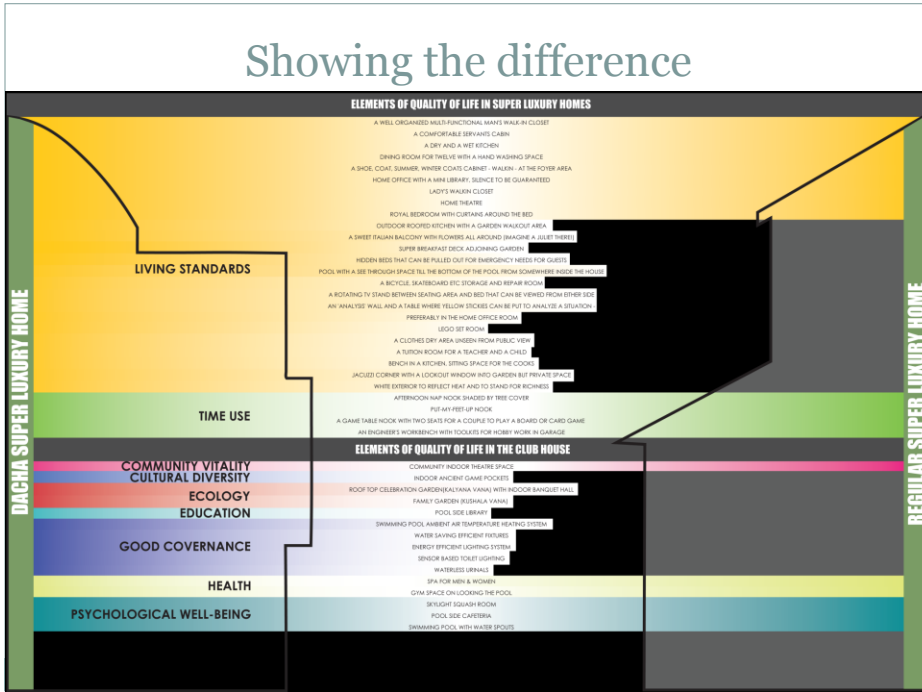 Showing the difference
ELEMENTS OF QUALITY OF LIFE IN SUPER LUXURY HOMES
A WELL ORGANIZED MULTI-FUNCTIONAL MAN'S WALK-IN CLOSET
A COMFORTABLE SERVANTS CABIN
A DRY AND A WET KITCHEN
DINING ROOM FOR TWELVE WITH A HAND WASHING SPACE
A SHOE, COAT, SUMMER, WINTER COATS CABINET - WALKIN - AT THE FOYER AREA
HOME OFFICE WITH A MINI LIBRARY, SILENCE TO BE GUARANTEED
LADY'S WALKIN CLOSET
HOME THEATRE
ROYAL BEDROOM WITH CURTAINS AROUND THE BED
OUTDOOR ROOFED KITCHEN WITH A GARDEN WALKOUT AREA
A SWEET ITALIAN BALCONY WITH FLOWERS ALL AROUND (IMAGINE A JULIET THERE!)
SUPER BREAKFAST DECK ADJOINING GARDEN
HIDDEN BEDS THAT CAN BE PULLED OUT FOR EMERGENCY NEEDS FOR GUESTS
LIVING STANDARDS
POOL WITH A SEE THROUGH SPACE TILL THE BOTTOM OF THE POOL FROM SOMEWHERE INSIDE THE HOUSE
A BICYCLE, SKATEBOARD ETC STORAGE AND REPAIR ROOM
A ROTATING TV STAND BETWEEN SEATING AREA AND BED THAT CAN BE VIEWED FROM EITHER SIDE
AN 'ANALYSIS' WALL AND A TABLE WHERE YELLOW STICKIES CAN BE PUT TO ANALYZE A SITUATION -
PREFERABLY IN THE HOME OFFICE ROOM
LEGO SET ROOM
A CLOTHES DRY AREA UNSEEN FROM PUBLIC VIEW
A TUITION ROOM FOR A TEACHER AND A CHILD
BENCH IN A KITCHEN, SITTING SPACE FOR THE COOKS
JACUZZI CORNER WITH A LOOKOUT WINDOW INTO GARDEN BUT PRIVATE SPACE
WHITE EXTERIOR TO REFLECT HEAT AND TO STAND FOR RICHNESS
AFTERNOON NAP NOOK SHADED BY TREE COVER
PUT-MY-FEET-UP NOOK
TIME USE
A GAME TABLE NOOK WITH TWO SEATS FOR A COUPLE TO PLAY A BOARD OR CARD GAME
AN ENGINEER'S WORKBENCH WITH TOOLKITS FOR HOBBY WORK IN GARAGE
ELEMENTS OF QUALITY OF LIFE IN THE CLUB HOUSE
COMMUNITY VITALITY
COMMUNITY INDOOR THEATRE SPACE
CULTURAL DIVERSITY
INDOOR ANCIENT GAME POCKETS
ECOLOGY
ROOF TOP CELEBRATION GARDEN(KALYANA VANA) WITH INDOOR BANQUET HALL
FAMILY GARDEN (KUSHALA VANA)
EDUCATION
POOL SIDE LIBRARY
SWIMMING POOL AMBIENT AIR TEMPERATURE HEATING SYSTEM
WATER SAVING EFFICIENT FIXTURES
GOOD COVERNANCE
ENERGY EFFICIENT LIGHTING SYSTEM
SENSOR BASED TOILET LIGHTING
WATERLESS URINALS
HEALTH
SPA FOR MEN & WOMEN
GYM SPACE ON LOOKING THE POOL
PSYCHOLOGICAL WELL-BEING
SKYLIGHT SQUASH ROOM
POOL SIDE CAFETERIA
SWIMMING POOL WITH WATER SPOUTS
DACHA SUPER LUXURY HOME
REGULAR SUPER LUXURY HOME